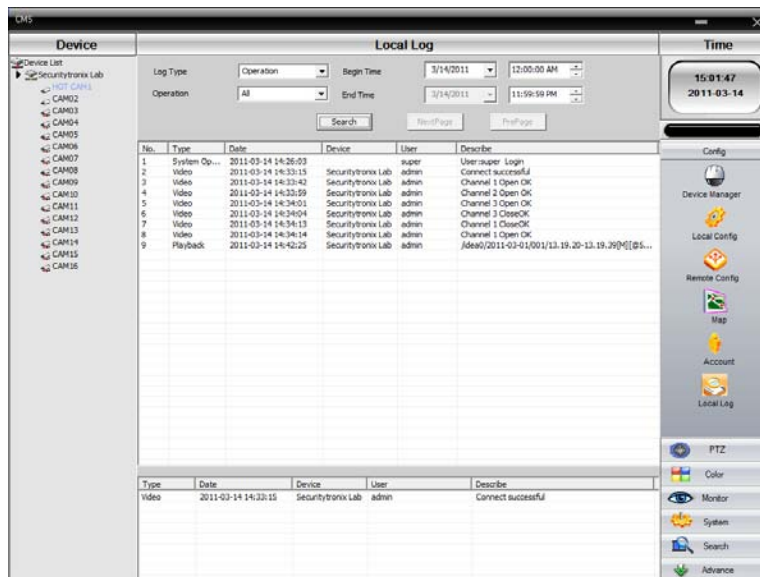 CMS
Device
Local Log
Time
Device List
Securitytronix Lab
HOT CAM1
CAM02
CAM03
CAM04
CAM05
CAM06
CAM07
CAM08
CAM09
CAM10
CAM11
CAM12
CAM13
CAM14
CAM15
CAM16
Log Type Operation Begin Time 3/14/2011 12:00:00 AM
Operation All End Time 3/14/2011 11:59:59 PM
Search NextPage PrePage
No. Type Date Device User Describe
1 System Op... 2011-03-14 14:26:03 super User:super Login
2 Video 2011-03-14 14:33:15 Securitytronix Lab admin Connect successful
3 Video 2011-03-14 14:33:42 Securitytronix Lab admin Channel 1 Open OK
4 Video 2011-03-14 14:33:59 Securitytronix Lab admin Channel 2 Open OK
5 Video 2011-03-14 14:34:01 Securitytronix Lab admin Channel 3 Open OK
6 Video 2011-03-14 14:34:04 Securitytronix Lab admin Channel 3 CloseOK
7 Video 2011-03-14 14:34:13 Securitytronix Lab admin Channel 1 CloseOK
8 Video 2011-03-14 14:34:14 Securitytronix Lab admin Channel 1 Open OK
9 Playback 2011-03-14 14:42:25 Securitytronix Lab admin /idea0/2011-03-01/001/13.19.20-13.19.39[M][@S...
Type Date Device User Describe
Video 2011-03-14 14:33:15 Securitytronix Lab admin Connect successful
15:01:47
2011-03-14
Config
Device Manager
Local Config
Remote Config
Map
Account
Local Log
PTZ
Color
Monitor
System
Search
Advance